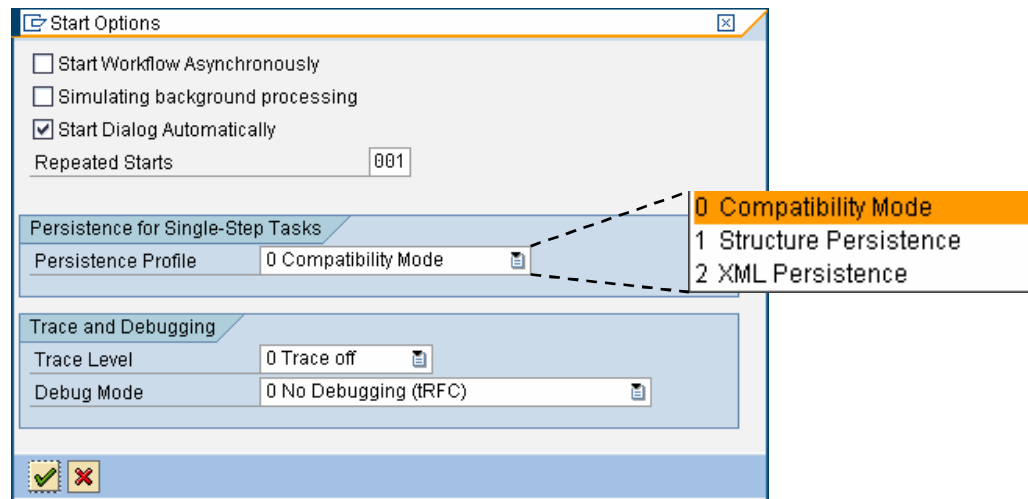 Start Options
Start Workflow Asynchronously
Simulating background processing
Start Dialog Automatically
Repeated Starts 001
Persistence for Single-Step Tasks
Persistence Profile 0 Compatibility Mode
0 Compatibility Mode
1 Structure Persistence
2 XML Persistence
Trace and Debugging
Trace Level 0 Trace off
Debug Mode 0 No Debugging (tRFC)